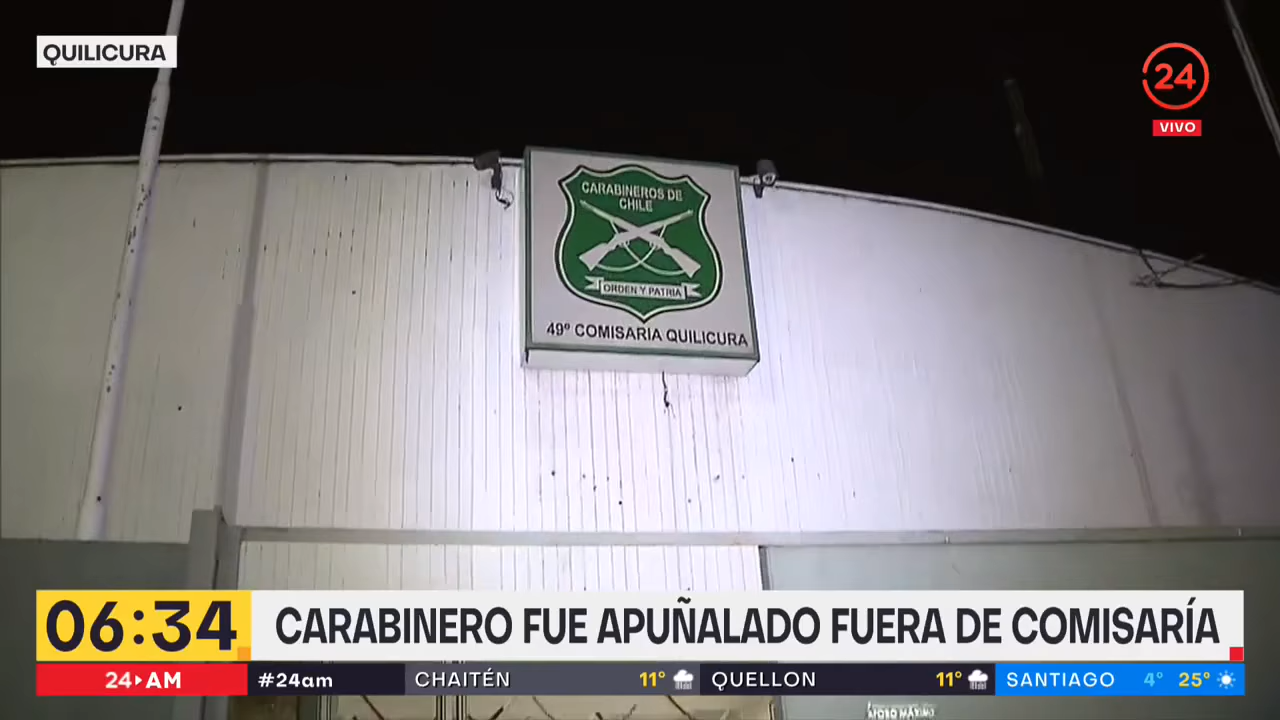 QUILICURA
24
VIVO
CARABINEROS DE
CHILE
ORDEN Y PATRIA
49º COMISARIA QUILICURA
06:34
CARABINERO FUE APUÑALADO FUERA DE COMISARÍA
24 AM
#24am
CHAITÉN 11°
QUELLON 11°
SANTIAGO 4° 25°